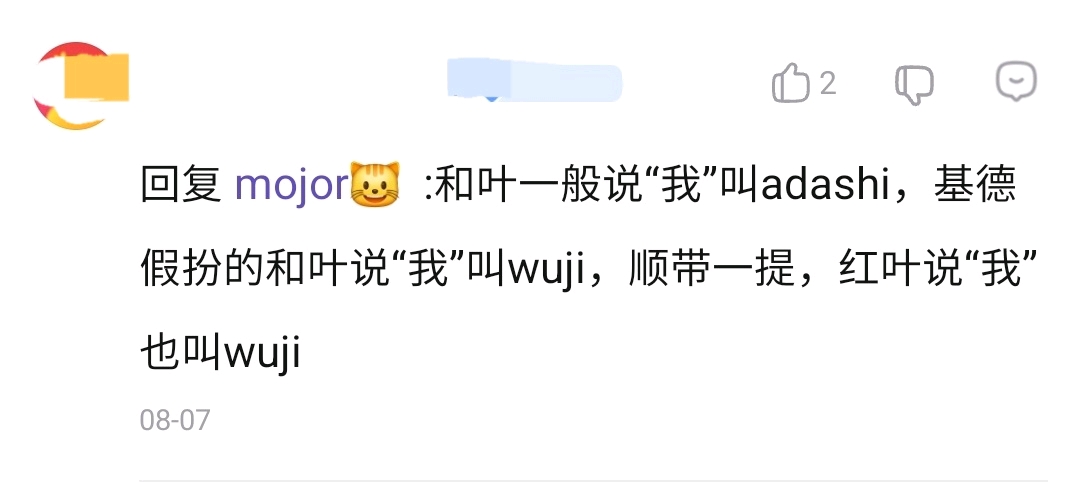 2
回复 mojor🐱 :和叶一般说“我”叫adashi，基德
假扮的和叶说“我”叫wuji，顺带一提，红叶说“我”
也叫wuji
08-07